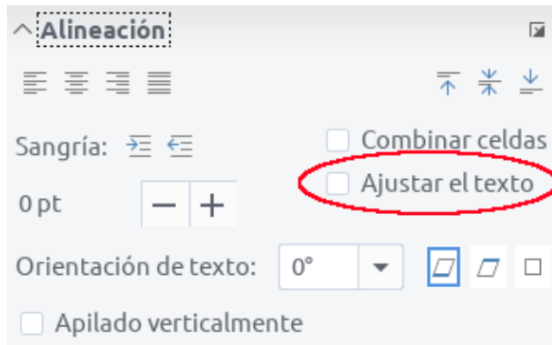 Alineación
Sangría:
Combinar celdas
Ajustar el texto
0 pt
Orientación de texto: 0°
Apilado verticalmente